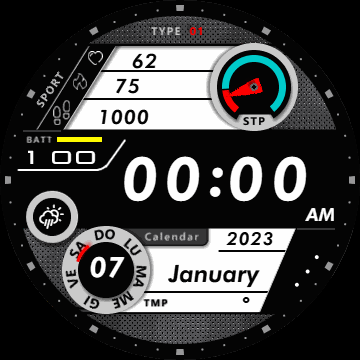 TYPE 01
SPORT
62
75
1000
STP
BATT
100
00:00
AM
Calendar
2023
DO LU MA ME GI VE SA
07
January
TMP
°